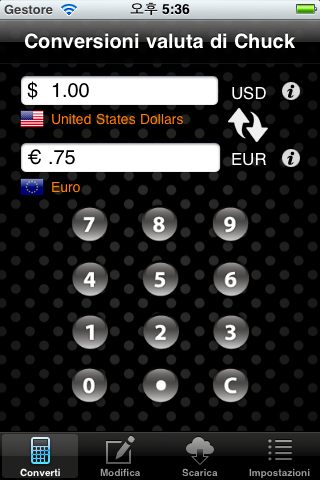 Gestore 오후 5:36
Conversioni valuta di Chuck
$ 1.00 USD
United States Dollars
€ .75 EUR
Euro
7 8 9
4 5 6
1 2 3
0 • C
Converti Modifica Scarica Impostazioni